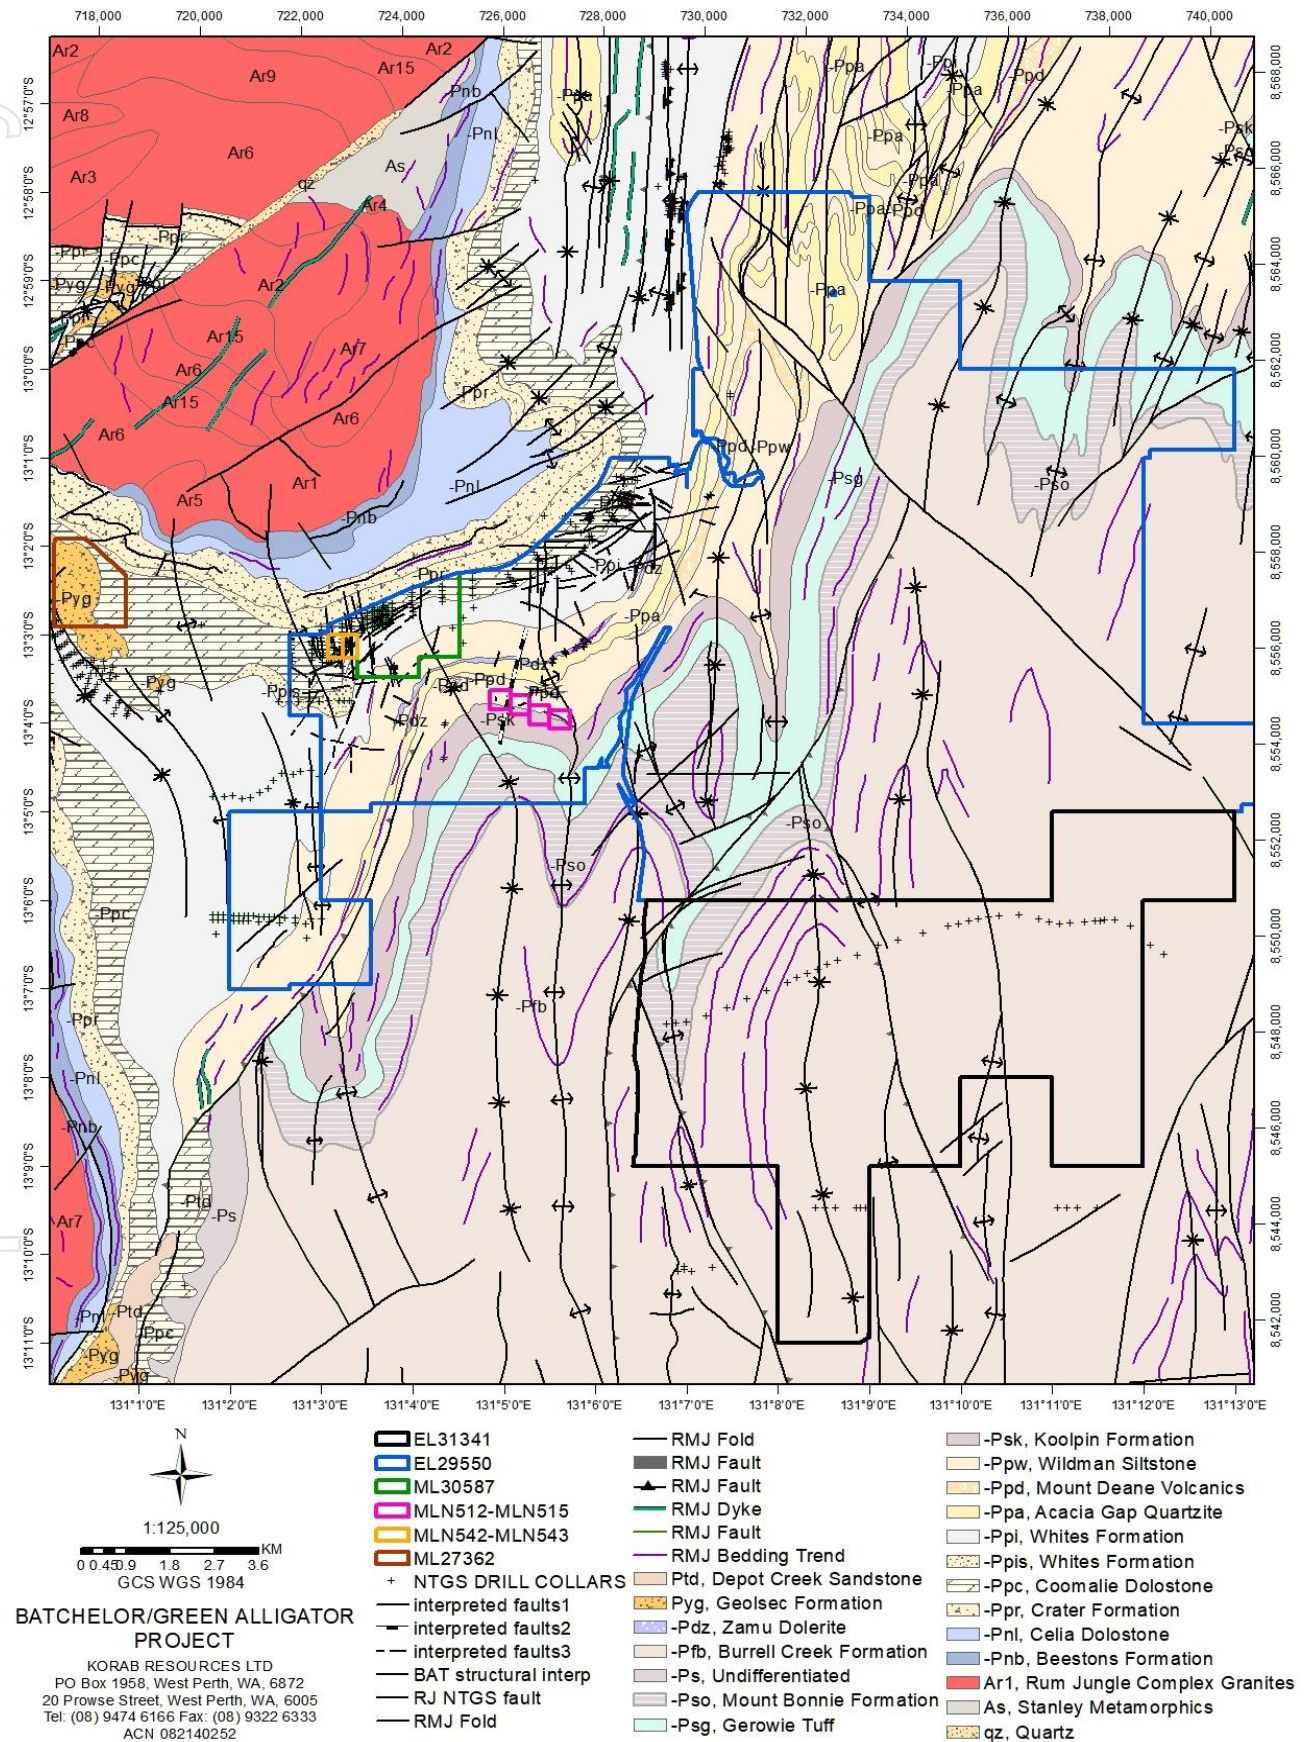 718,000 720,000 722,000 724,000 726,000 728,000 730,000 732,000 734,000 736,000 738,000 740,000
12°57'0"S
12°58'0"S
12°59'0"S
13°0'0"S
13°1'0"S
13°2'0"S
13°3'0"S
13°4'0"S
13°5'0"S
13°6'0"S
13°7'0"S
13°8'0"S
13°9'0"S
13°10'0"S
13°11'0"S
8,568,000
8,566,000
8,564,000
8,562,000
8,560,000
8,558,000
8,556,000
8,554,000
8,552,000
8,550,000
8,548,000
8,546,000
8,544,000
8,542,000
Ar2
Ar2
Ar15
Ar9
Pnb
-Ppa
-Ppa
-Ppi
-Ppa
-Ppd
Ar8
-Pnl
-Psk
Ar6
-Ppa
As
Ar3
qz
-Ppa
Ar4
-Ppa
-Ppd
-Ppi
-Ppr
-Ppc
-Pyg
-Pyg
Ar2
-Ppa
Ar15
Ar7
-Ppc
Ar6
Ppr
Ar15
Ar6
Ar6
Ppd
-Ppw
Ar1
-Pnl
-Psg
-Pso
Ar5
-Pnb
-Ppi
-Pdz
-Ppr
-Pyg
-Ppa
Pdz
Pyg
-Ppis
-Ppd
-Ppd
-Ppd
-Pdz
-Psk
-Pso
-Pso
-Ppc
-Pfb
-Ppr
-Pnl
-Pnb
-Ptd
-Ps
Ar7
Pnl
-Ptd
-Ppc
-Pyg
-Pyg
131°1'0"E 131°2'0"E 131°3'0"E 131°4'0"E 131°5'0"E 131°6'0"E 131°7'0"E 131°8'0"E 131°9'0"E 131°10'0"E 131°11'0"E 131°12'0"E 131°13'0"E
N
1:125,000
0 0.45 0.9 1.8 2.7 3.6 KM
GCS WGS 1984
BATCHELOR/GREEN ALLIGATOR
PROJECT
KORAB RESOURCES LTD
PO Box 1958, West Perth, WA, 6872
20 Prowse Street, West Perth, WA, 6005
Tel: (08) 9474 6166 Fax: (08) 9322 6333
ACN 082140252
EL31341
EL29550
ML30587
MLN512-MLN515
MLN542-MLN543
ML27362
NTGS DRILL COLLARS
interpreted faults1
interpreted faults2
interpreted faults3
BAT structural interp
RJ NTGS fault
RMJ Fold
RMJ Fold
RMJ Fault
RMJ Fault
RMJ Dyke
RMJ Fault
RMJ Bedding Trend
Ptd, Depot Creek Sandstone
Pyg, Geolsec Formation
-Pdz, Zamu Dolerite
-Pfb, Burrell Creek Formation
-Ps, Undifferentiated
-Pso, Mount Bonnie Formation
-Psg, Gerowie Tuff
-Psk, Koolpin Formation
-Ppw, Wildman Siltstone
-Ppd, Mount Deane Volcanics
-Ppa, Acacia Gap Quartzite
-Ppi, Whites Formation
-Ppis, Whites Formation
-Ppc, Coomalie Dolostone
-Ppr, Crater Formation
-Pnl, Celia Dolostone
-Pnb, Beestons Formation
Ar1, Rum Jungle Complex Granites
As, Stanley Metamorphics
qz, Quartz